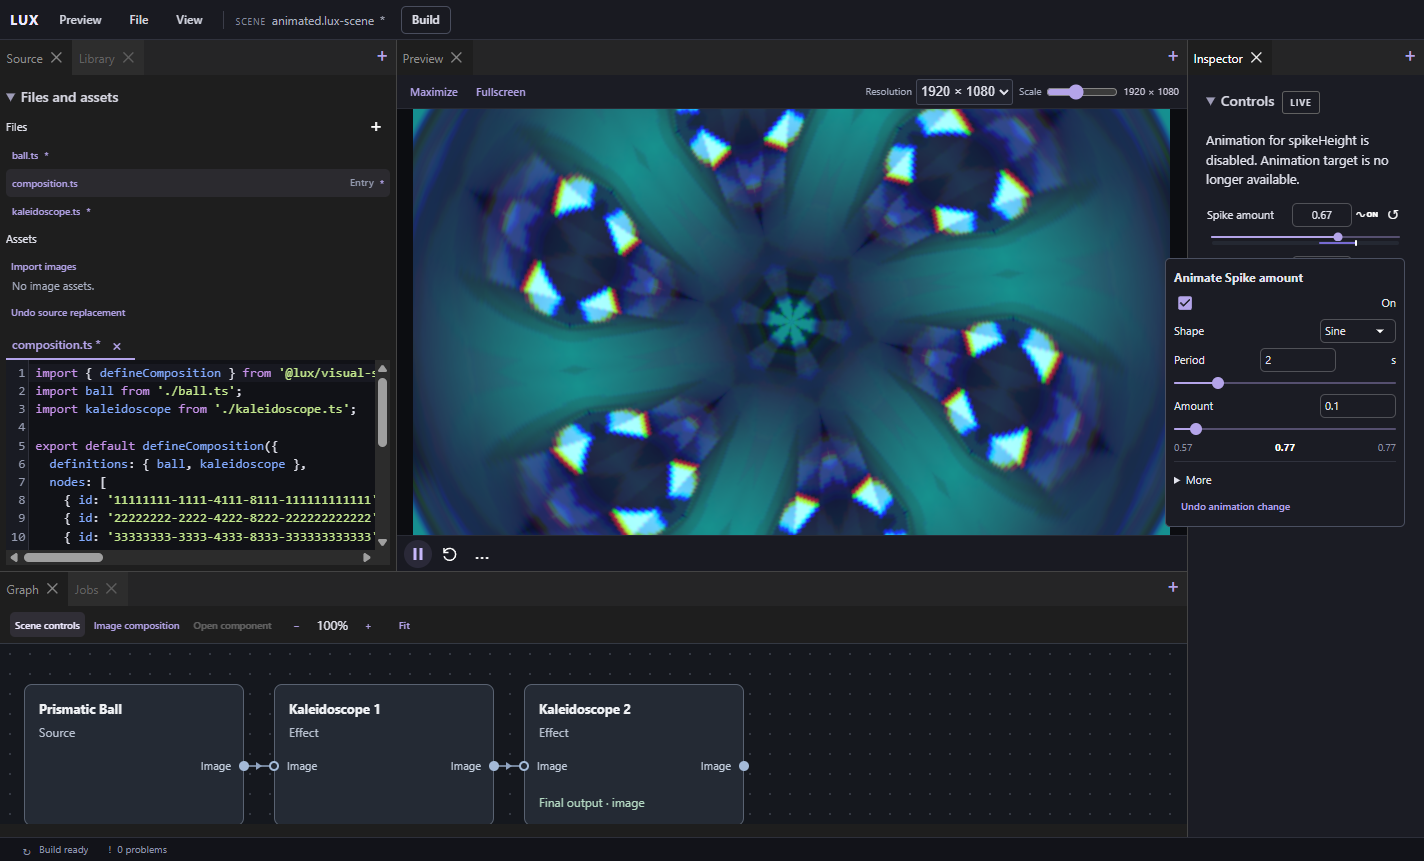 LUX Preview File View SCENE animated.lux-scene * Build
Source Library +
Files and assets
Files +
ball.ts *
composition.ts Entry *
kaleidoscope.ts *
Assets
Import images
No image assets.
Undo source replacement
composition.ts *
1 import { defineComposition } from '@lux/visual-s
2 import ball from './ball.ts';
3 import kaleidoscope from './kaleidoscope.ts';
4
5 export default defineComposition({
6 definitions: { ball, kaleidoscope },
7 nodes: [
8 { id: '11111111-1111-4111-8111-111111111111'
9 { id: '22222222-2222-4222-8222-222222222222
10 { id: '33333333-3333-4333-8333-333333333333'
Preview +
Maximize Fullscreen Resolution 1920 × 1080 Scale 1920 × 1080
...
Inspector +
Controls LIVE
Animation for spikeHeight is
disabled. Animation target is no
longer available.
Spike amount 0.67 ON
Animate Spike amount
On
Shape Sine
Period 2 s
Amount 0.1
0.57 0.77 0.77
More
Undo animation change
Graph Jobs +
Scene controls Image composition Open component − 100% + Fit
Prismatic Ball
Source
Image
Kaleidoscope 1
Effect
Image Image
Kaleidoscope 2
Effect
Image Image
Final output · image
Build ready ! 0 problems